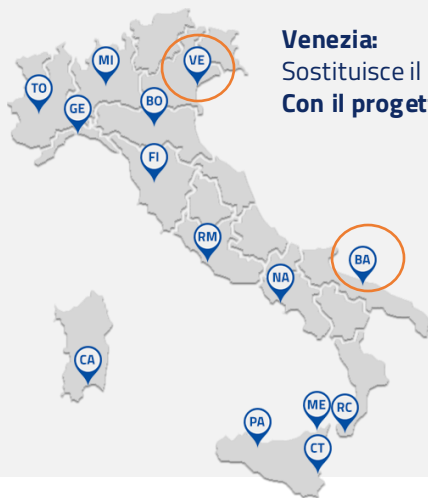 Venezia:
Sostituisce il
Con il proget
MI
VE
TO
GE
BO
FI
RM
BA
NA
CA
ME RC
PA
CT